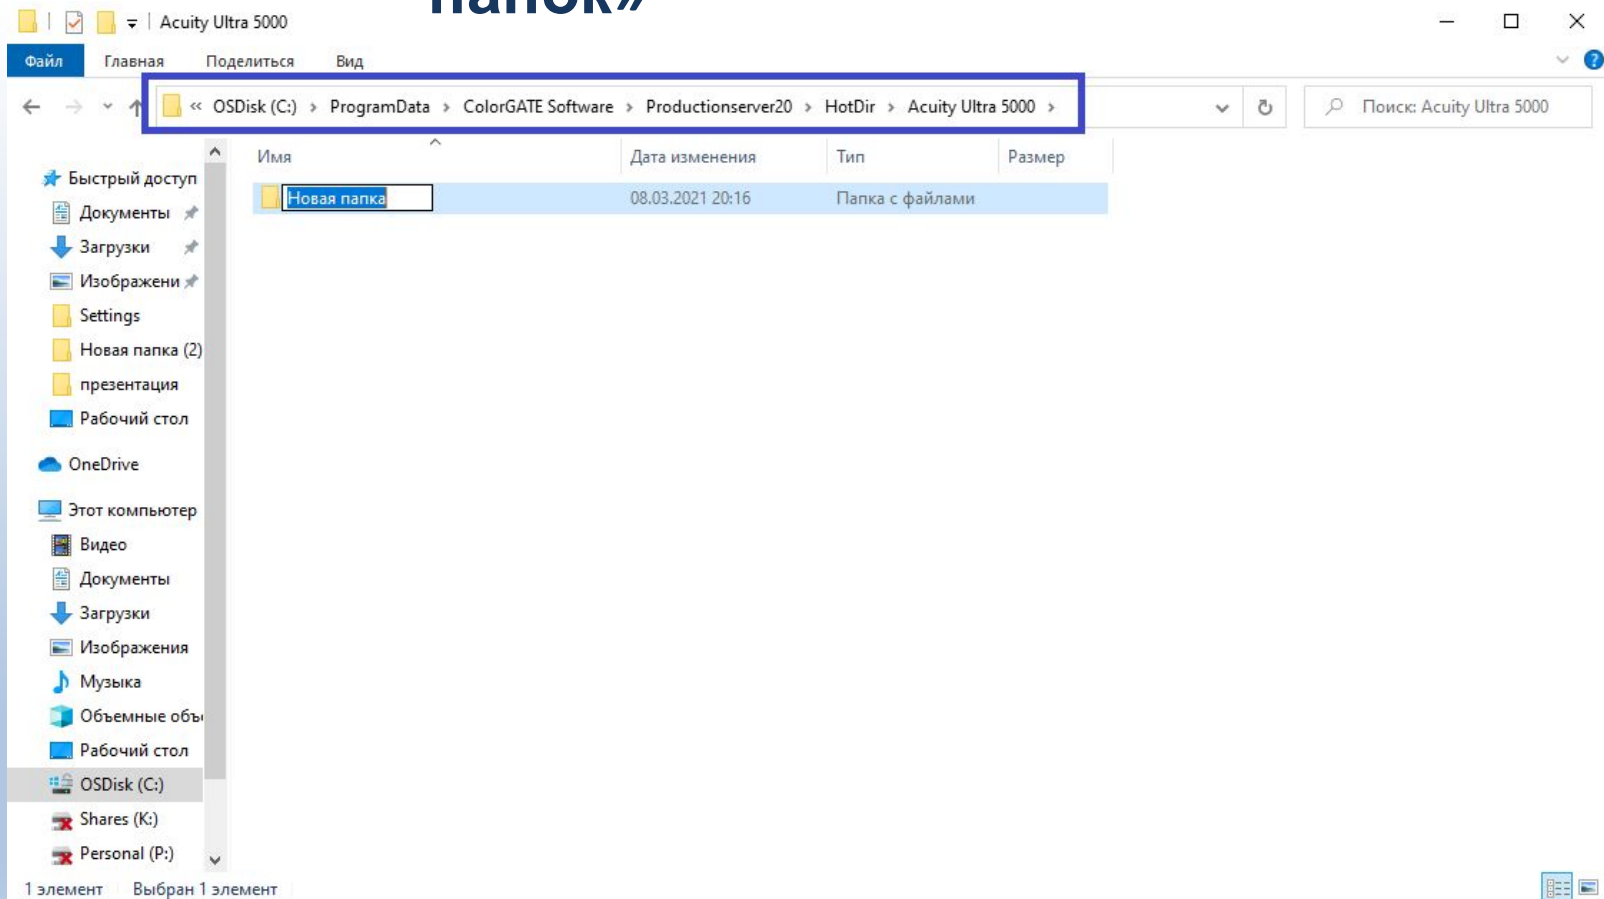 папок»
Acuity Ultra 5000
Файл Главная Поделиться Вид
« OSDisk (C:) › ProgramData › ColorGATE Software › Productionserver20 › HotDir › Acuity Ultra 5000 ›
Поиск: Acuity Ultra 5000
Имя Дата изменения Тип Размер
Новая папка 08.03.2021 20:16 Папка с файлами
Быстрый доступ
Документы
Загрузки
Изображени
Settings
Новая папка (2)
презентация
Рабочий стол
OneDrive
Этот компьютер
Видео
Документы
Загрузки
Изображения
Музыка
Объемные объ
Рабочий стол
OSDisk (C:)
Shares (K:)
Personal (P:)
1 элемент Выбран 1 элемент